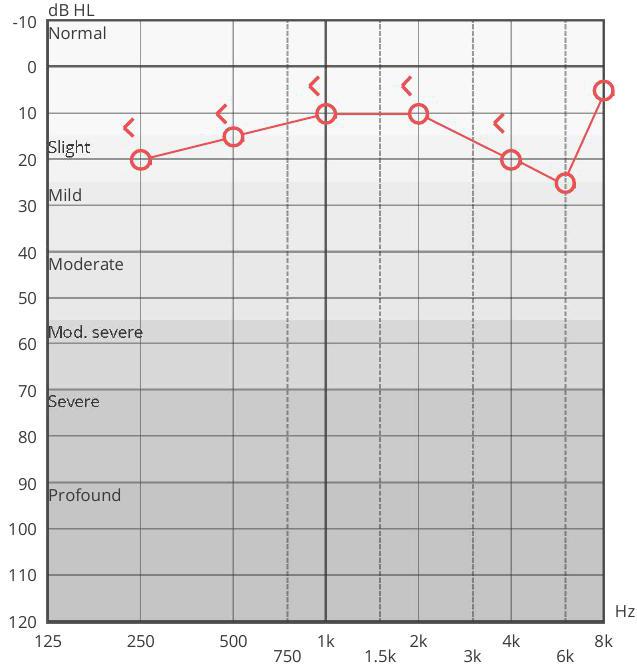 dB HL
-10
Normal
0
10
Slight
20
Mild
30
40
Moderate
50
Mod. severe
60
70
Severe
80
90
Profound
100
110
120
Hz
125 250 500 1k 2k 4k 8k
750 1.5k 3k 6k